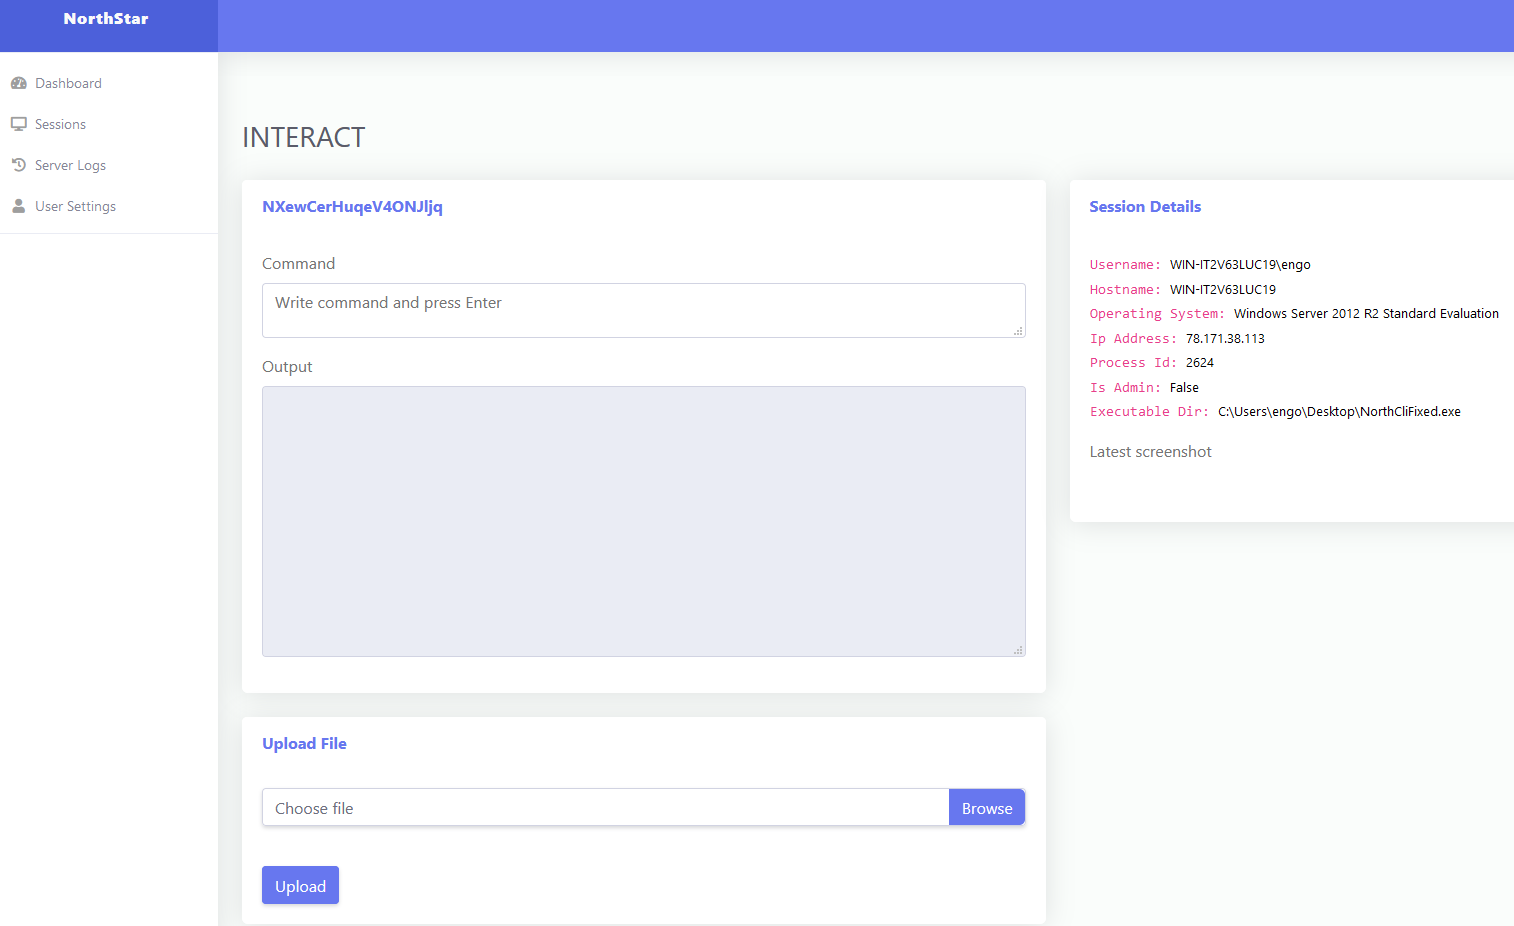 NorthStar
Dashboard
Sessions
Server Logs
User Settings
INTERACT
NXewCerHuqeV4ONJljq
Command
Write command and press Enter
Output
Upload File
Choose file
Browse
Upload
Session Details
Username: WIN-IT2V63LUC19\engo
Hostname: WIN-IT2V63LUC19
Operating System: Windows Server 2012 R2 Standard Evaluation
Ip Address: 78.171.38.113
Process Id: 2624
Is Admin: False
Executable Dir: C:\Users\engo\Desktop\NorthCliFixed.exe
Latest screenshot